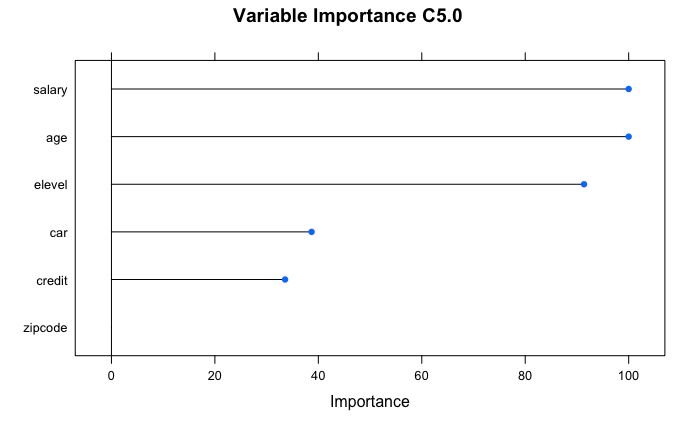 Variable Importance C5.0
salary
age
elevel
car
credit
zipcode
0 20 40 60 80 100
Importance